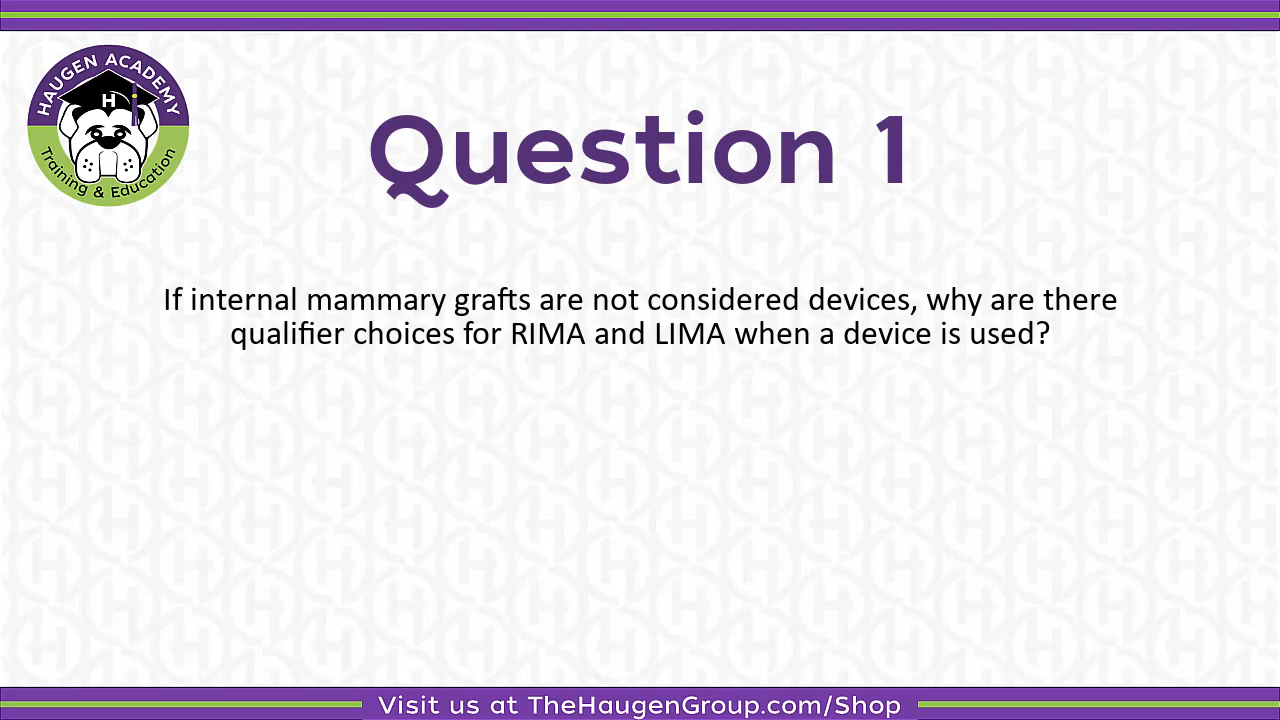 HAUGEN ACADEMY
H
Training & Education
Question 1
If internal mammary grafts are not considered devices, why are there
qualifier choices for RIMA and LIMA when a device is used?
Visit us at TheHaugenGroup.com/Shop